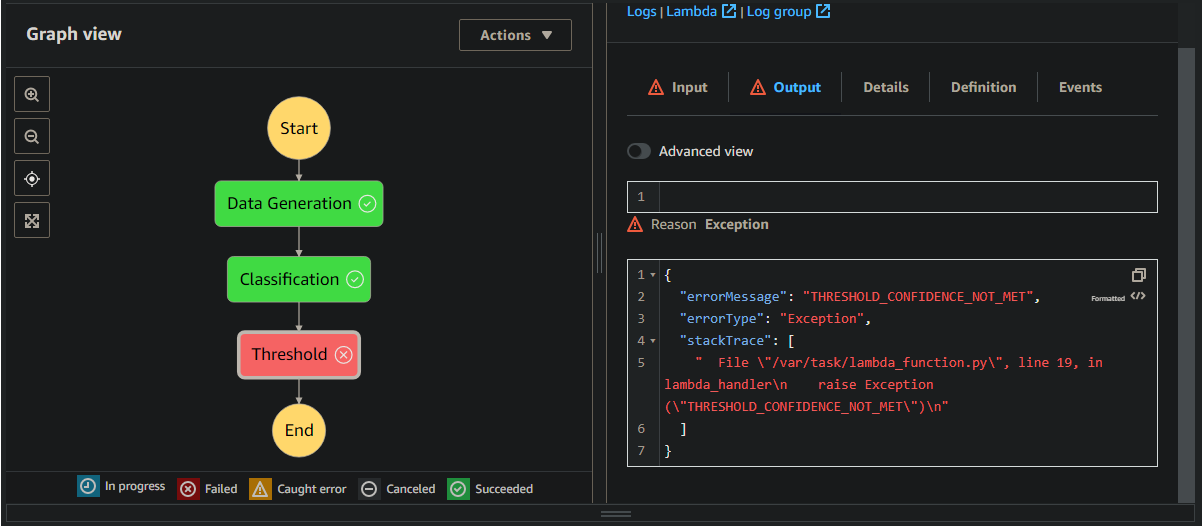 Graph view
Actions
Start
Data Generation
Classification
Threshold
End
In progress
Failed
Caught error
Canceled
Succeeded
Logs | Lambda | Log group
Input
Output
Details
Definition
Events
Advanced view
1
Reason Exception
1 {
2 "errorMessage": "THRESHOLD_CONFIDENCE_NOT_MET",
Formatted
3 "errorType": "Exception",
4 "stackTrace": [
5 "  File \"/var/task/lambda_function.py\", line 19, in
lambda_handler\n    raise Exception
(\"THRESHOLD_CONFIDENCE_NOT_MET\")\n"
6 ]
7 }